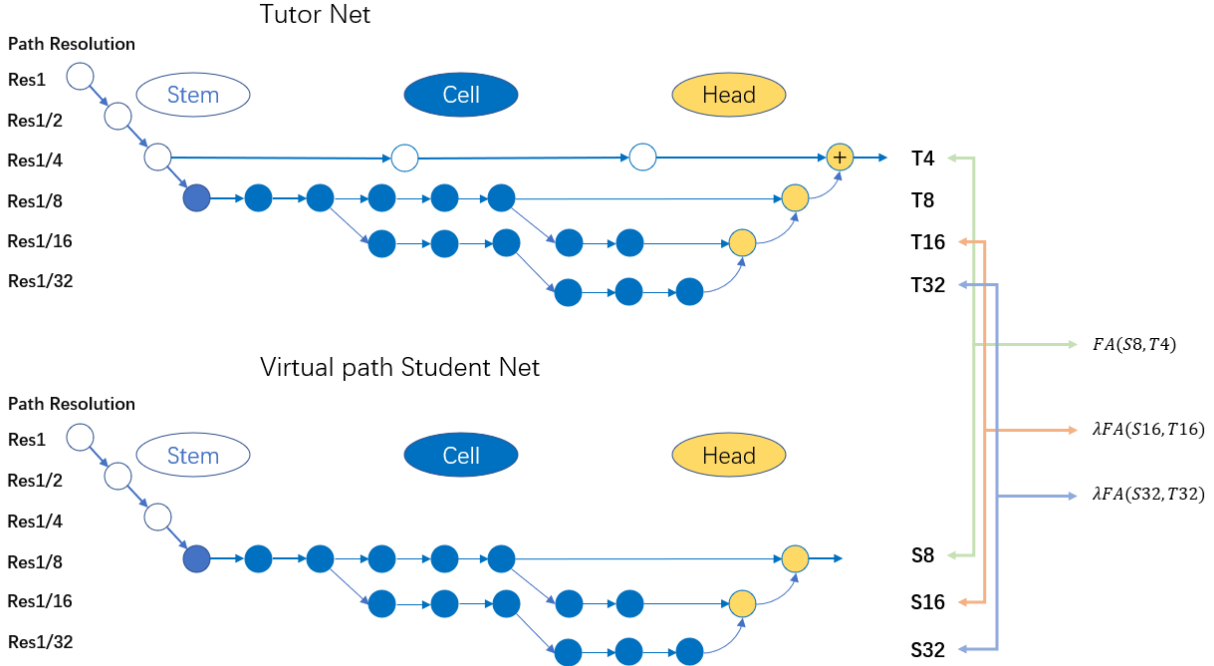 Tutor Net
Path Resolution
Res1
Stem
Cell
Head
Res1/2
Res1/4
+
T4
Res1/8
T8
Res1/16
T16
Res1/32
T32
FA(S8,T4)
Virtual path Student Net
Path Resolution
λFA(S16,T16)
Res1
Stem
Cell
Head
Res1/2
λFA(S32,T32)
Res1/4
Res1/8
S8
Res1/16
S16
Res1/32
S32